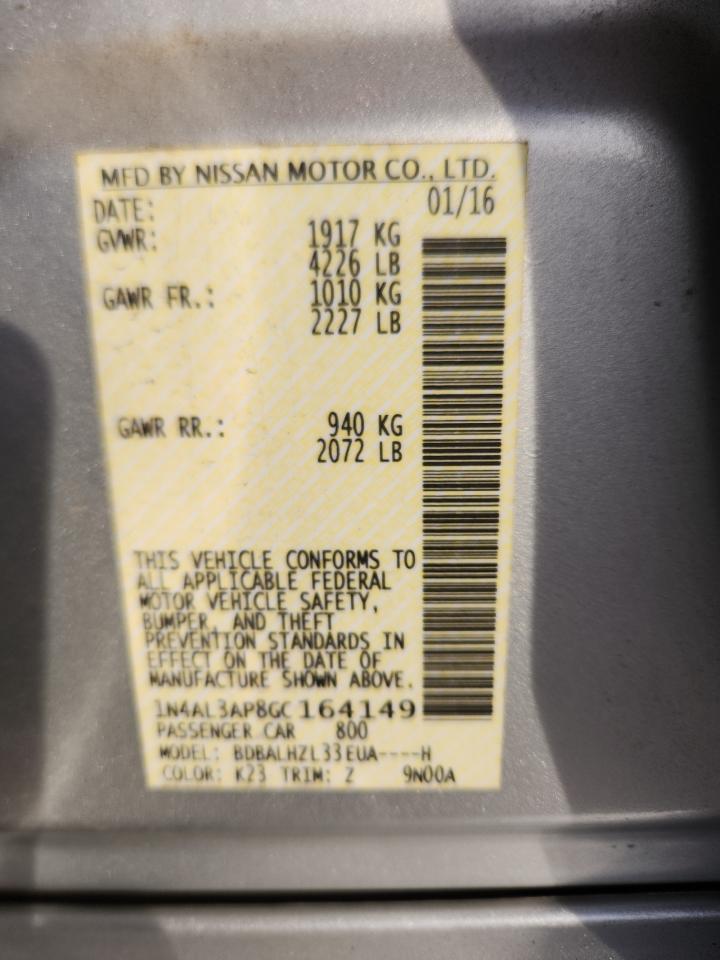 MFD BY NISSAN MOTOR CO., LTD.
DATE: 01/16
GVWR: 1917 KG
4226 LB
GAWR FR.: 1010 KG
2227 LB
GAWR RR.: 940 KG
2072 LB
THIS VEHICLE CONFORMS TO
ALL APPLICABLE FEDERAL
MOTOR VEHICLE SAFETY,
BUMPER, AND THEFT
PREVENTION STANDARDS IN
EFFECT ON THE DATE OF
MANUFACTURE SHOWN ABOVE.
1N4AL3AP8GC164149
PASSENGER CAR 800
MODEL: BDBALHZL33EUA----H
COLOR: K23 TRIM: Z 9N00A